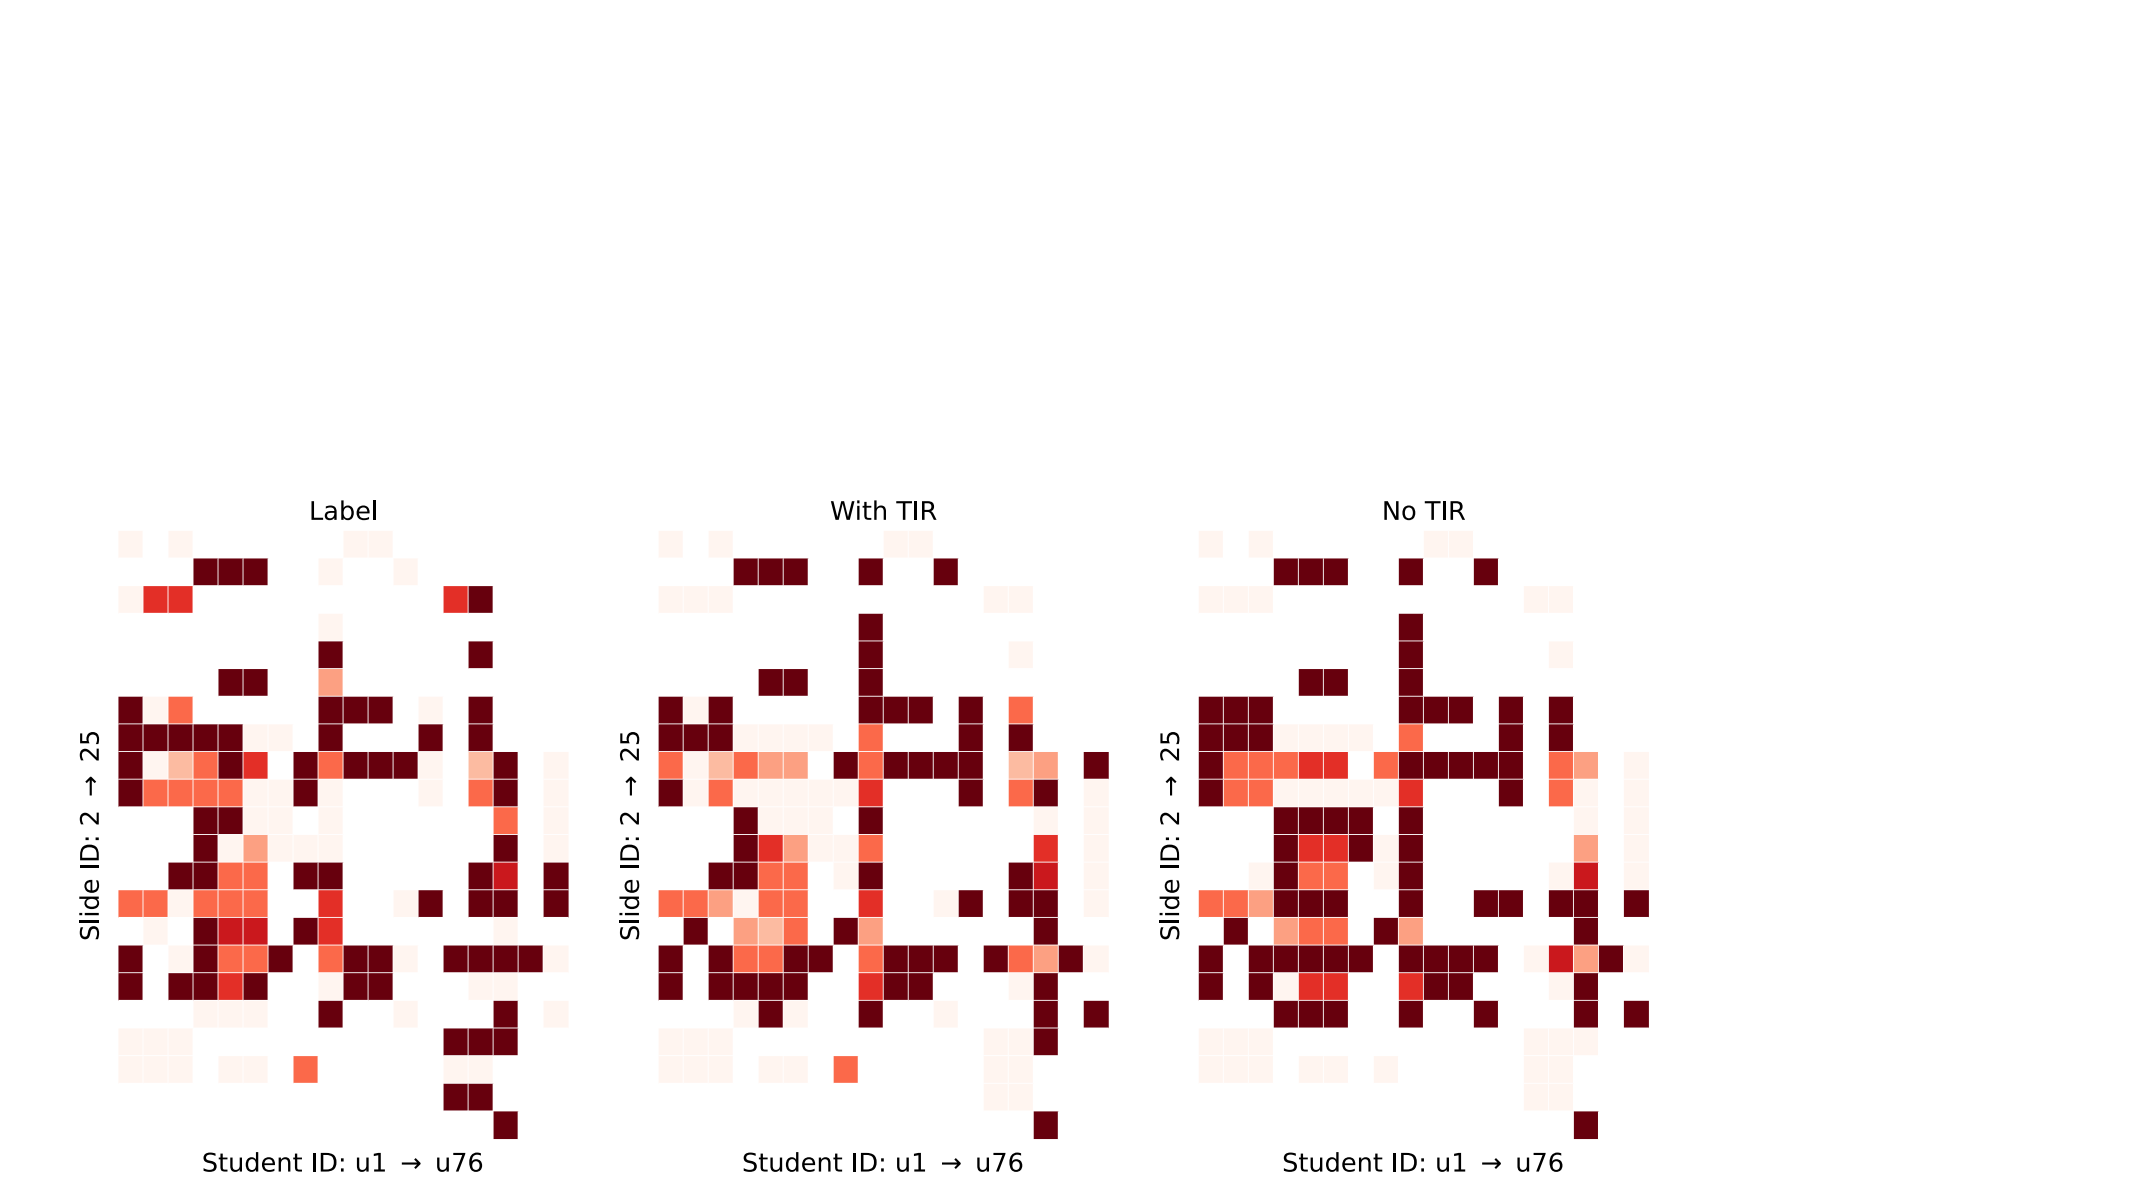 Label
With TIR
No TIR
Slide ID: 2 → 25
Slide ID: 2 → 25
Slide ID: 2 → 25
Student ID: u1 → u76
Student ID: u1 → u76
Student ID: u1 → u76